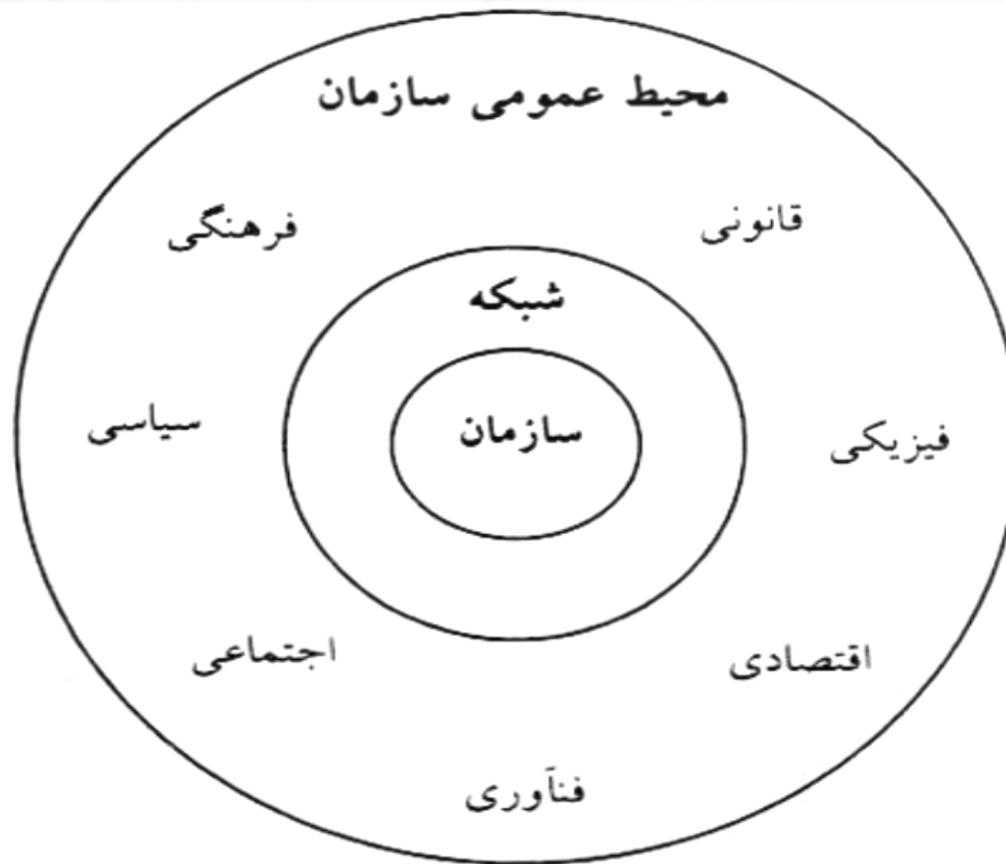 محیط عمومی سازمان
قانونی
فرهنگی
شبکه
سازمان
سیاسی
فیزیکی
اجتماعی
اقتصادی
فنآوری